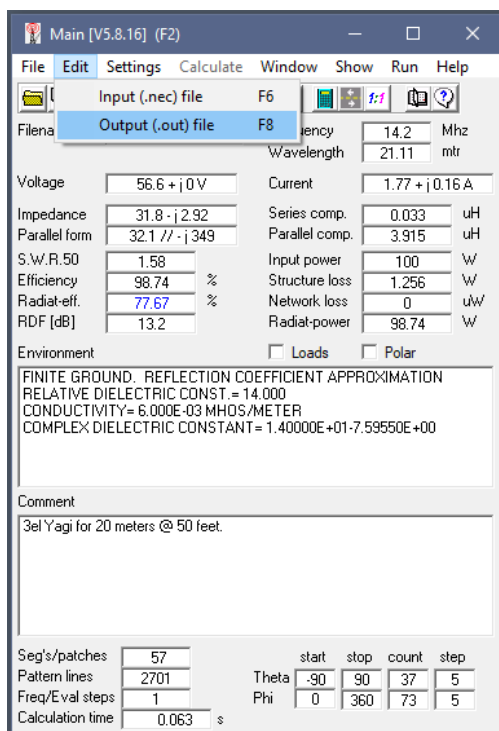 Main [V5.8.16] (F2)
File Edit Settings Calculate Window Show Run Help
Input (.nec) file F6
Output (.out) file F8
1:1
14.2 Mhz
Wavelength 21.11 mtr
Voltage 56.6 + j 0 V Current 1.77 + j 0.16 A
Impedance 31.8 - j 2.92 Series comp. 0.033 uH
Parallel form 32.1 // - j 349 Parallel comp. 3.915 uH
S.W.R.50 1.58 Input power 100 W
Efficiency 98.74 % Structure loss 1.256 W
Radiat-eff. 77.67 % Network loss 0 uW
RDF [dB] 13.2 Radiat-power 98.74 W
Environment Loads Polar
FINITE GROUND. REFLECTION COEFFICIENT APPROXIMATION
RELATIVE DIELECTRIC CONST.= 14.000
CONDUCTIVITY= 6.000E-03 MHOS/METER
COMPLEX DIELECTRIC CONSTANT= 1.40000E+01-7.59550E+00
Comment
3el Yagi for 20 meters @ 50 feet.
Seg's/patches 57 start stop count step
Pattern lines 2701 Theta -90 90 37 5
Freq/Eval steps 1 Phi 0 360 73 5
Calculation time 0.063 s